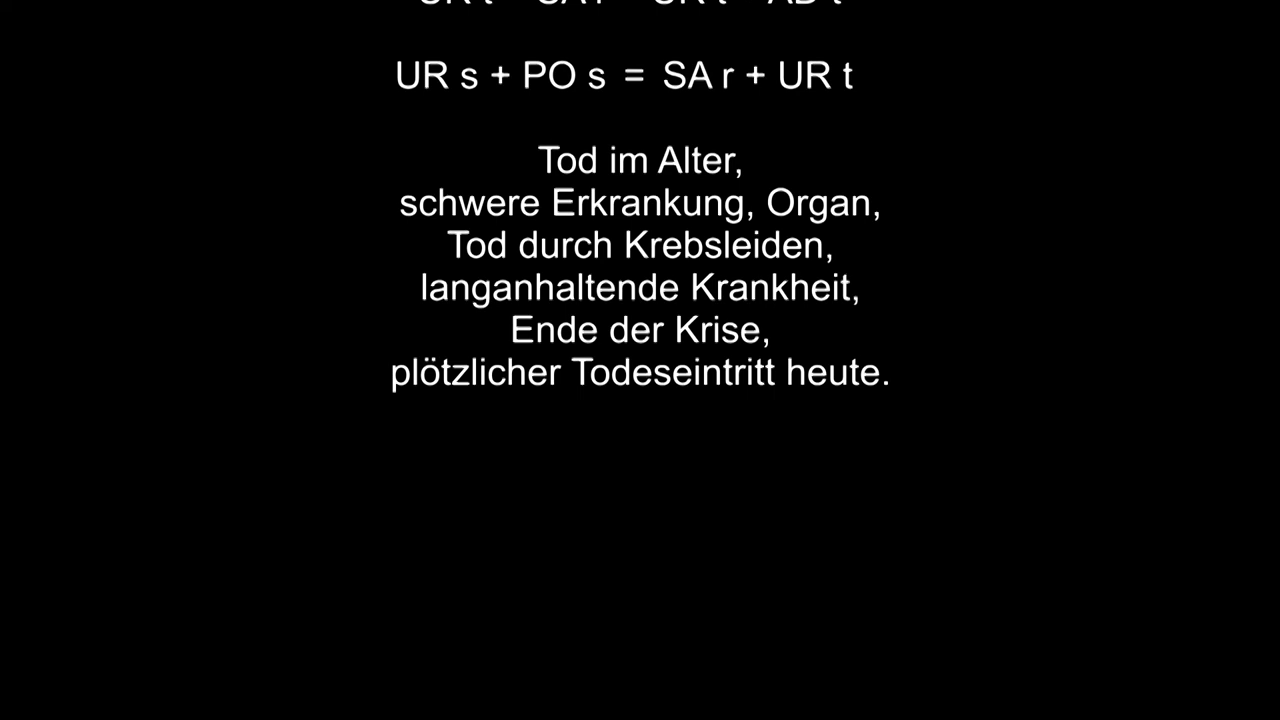 UR s + PO s = SA r + UR t
Tod im Alter,
schwere Erkrankung, Organ,
Tod durch Krebsleiden,
langanhaltende Krankheit,
Ende der Krise,
plötzlicher Todeseintritt heute.